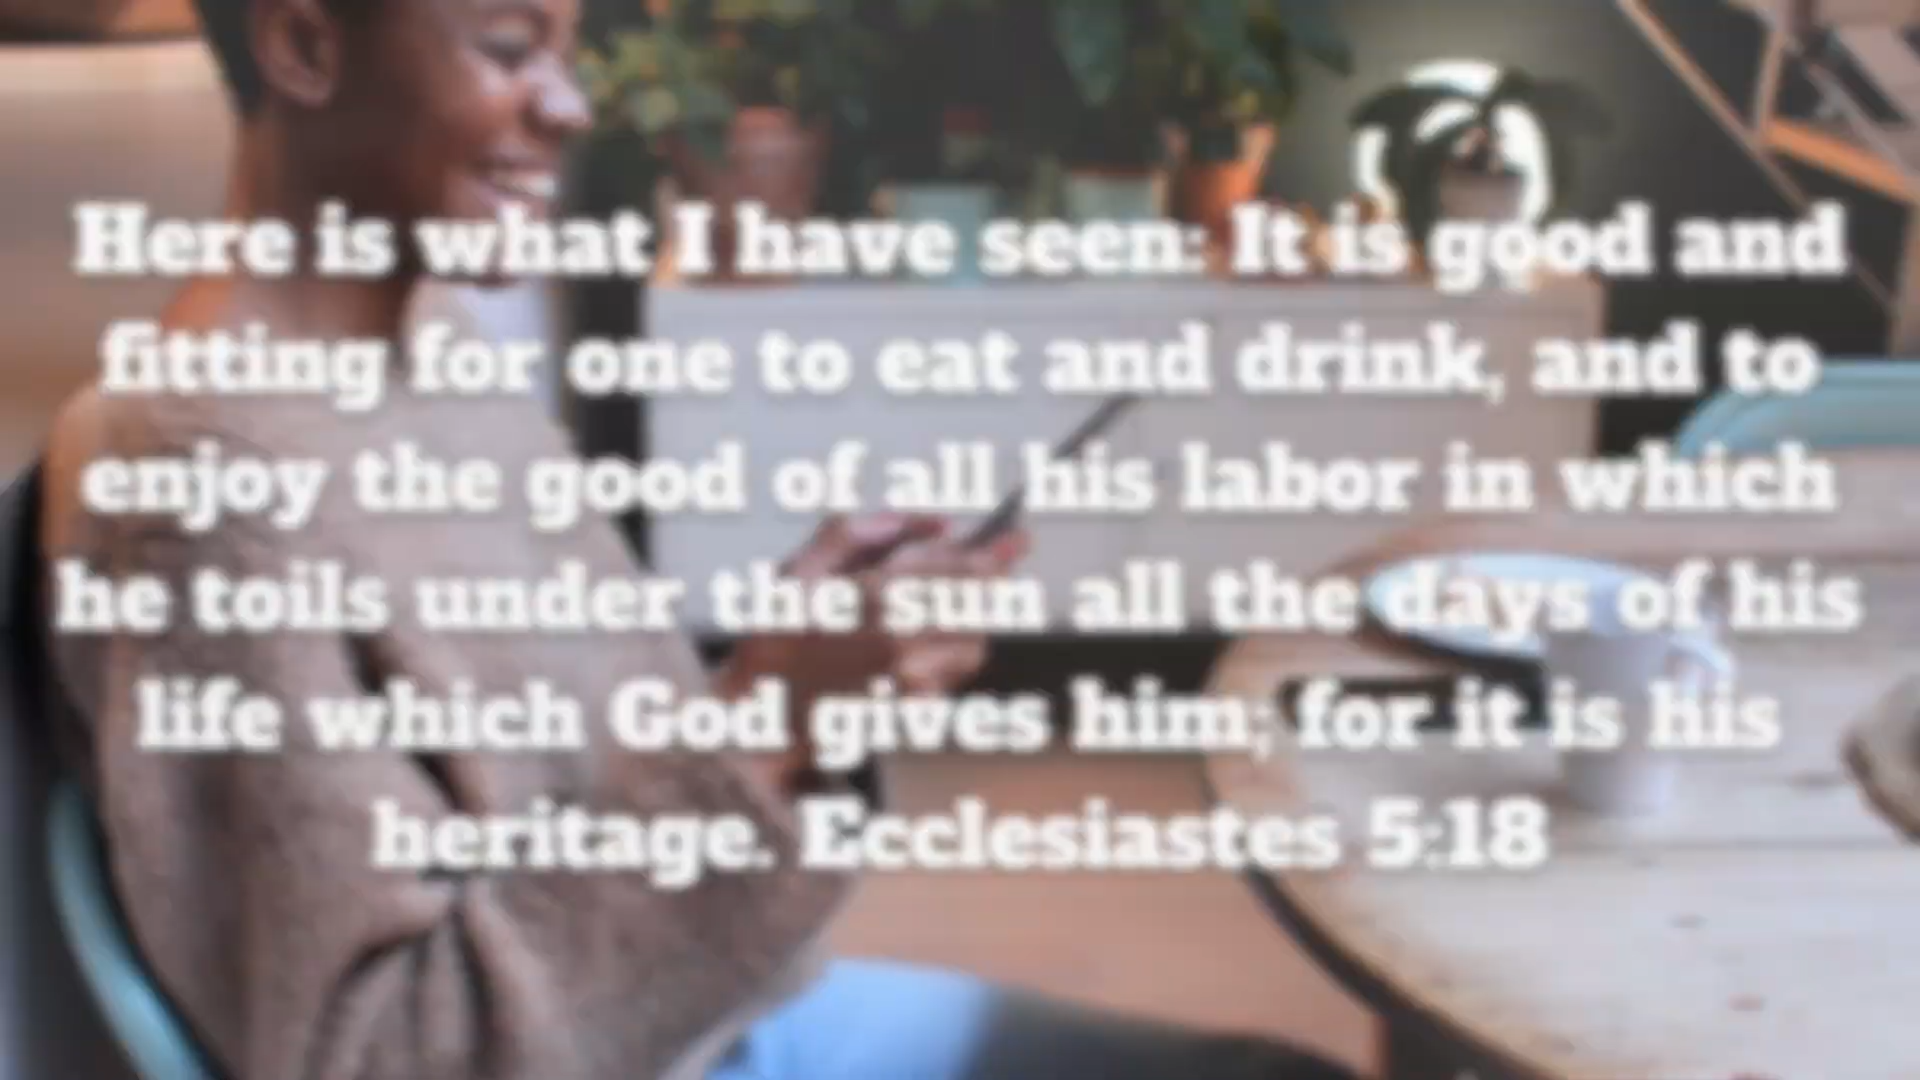 Here is what I have seen: It is good and
fitting for one to eat and drink, and to
enjoy the good of all his labor in which
he toils under the sun all the days of his
life which God gives him; for it is his
heritage. Ecclesiastes 5:18